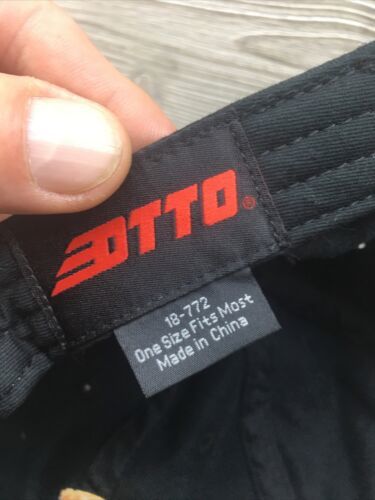 OTTO®
18-772
One Size Fits Most
Made in China